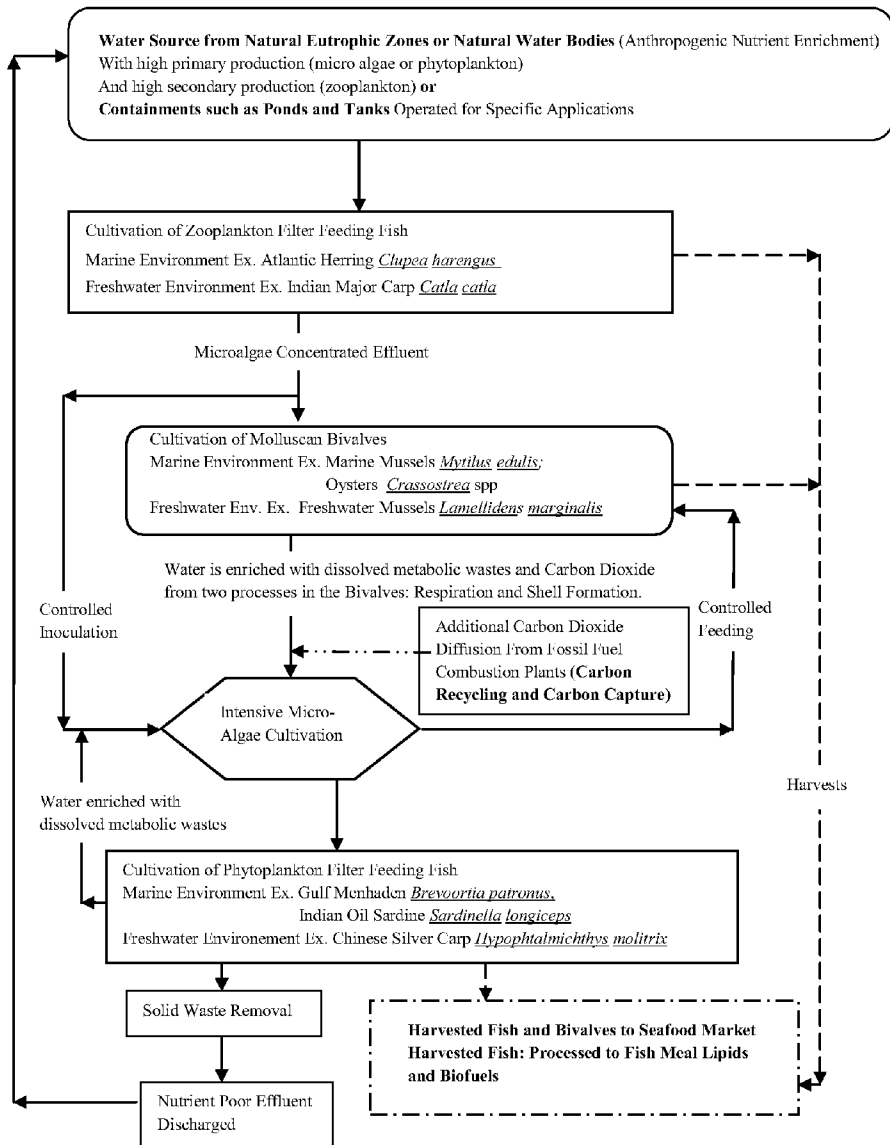 Water Source from Natural Eutrophic Zones or Natural Water Bodies (Anthropogenic Nutrient Enrichment)
With high primary production (micro algae or phytoplankton)
And high secondary production (zooplankton) or
Containments such as Ponds and Tanks Operated for Specific Applications
Cultivation of Zooplankton Filter Feeding Fish
Marine Environment Ex. Atlantic Herring Clupea harengus
Freshwater Environment Ex. Indian Major Carp Catla catla
Microalgae Concentrated Effluent
Cultivation of Molluscan Bivalves
Marine Environment Ex. Marine Mussels Mytilus edulis;
Oysters Crassostrea spp
Freshwater Env. Ex. Freshwater Mussels Lamellidens marginalis
Water is enriched with dissolved metabolic wastes and Carbon Dioxide
from two processes in the Bivalves: Respiration and Shell Formation.
Controlled
Inoculation
Controlled
Feeding
Additional Carbon Dioxide
Diffusion From Fossil Fuel
Combustion Plants (Carbon
Recycling and Carbon Capture)
Intensive Micro-
Algae Cultivation
Water enriched with
dissolved metabolic wastes
Harvests
Cultivation of Phytoplankton Filter Feeding Fish
Marine Environment Ex. Gulf Menhaden Brevoortia patronus,
Indian Oil Sardine Sardinella longiceps
Freshwater Environement Ex. Chinese Silver Carp Hypophtalmichthys molitrix
Solid Waste Removal
Harvested Fish and Bivalves to Seafood Market
Harvested Fish: Processed to Fish Meal Lipids
and Biofuels
Nutrient Poor Effluent
Discharged